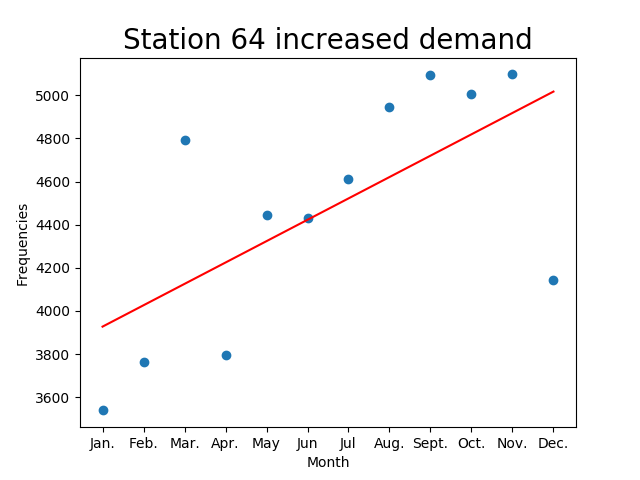 Station 64 increased demand
5000
4800
4600
4400
4200
4000
3800
3600
Frequencies
Jan. Feb. Mar. Apr. May Jun Jul Aug. Sept. Oct. Nov. Dec.
Month